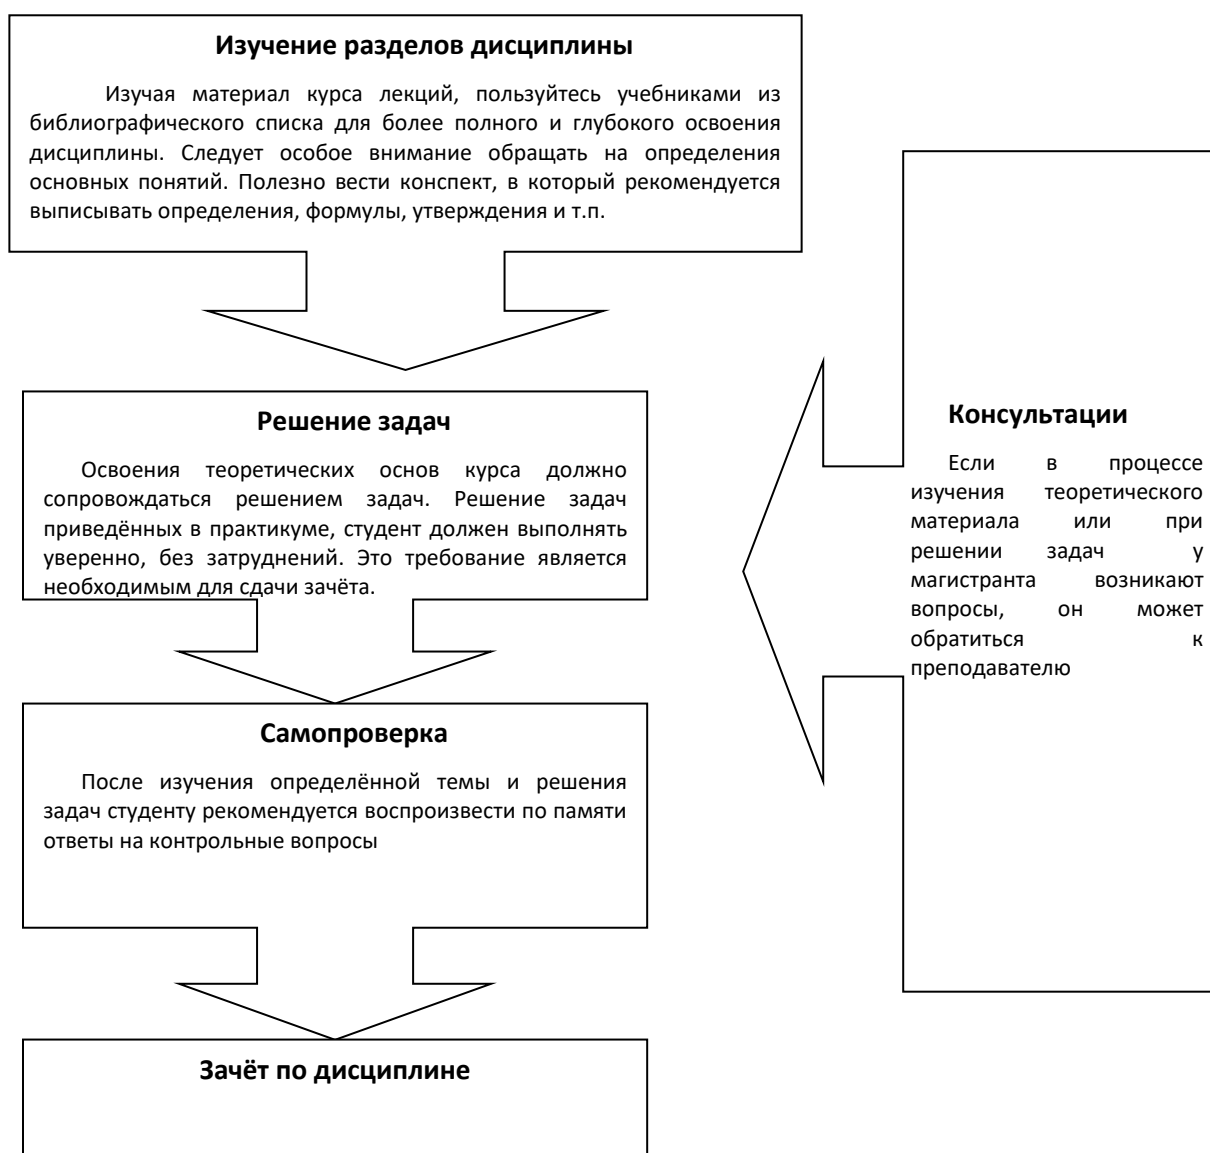 Изучение разделов дисциплины
Изучая материал курса лекций, пользуйтесь учебниками из
библиографического списка для более полного и глубокого освоения
дисциплины. Следует особое внимание обращать на определения
основных понятий. Полезно вести конспект, в который рекомендуется
выписывать определения, формулы, утверждения и т.п.
Решение задач
Освоения теоретических основ курса должно
сопровождаться решением задач. Решение задач
приведённых в практикуме, студент должен выполнять
уверенно, без затруднений. Это требование является
необходимым для сдачи зачёта.
Самопроверка
После изучения определённой темы и решения
задач студенту рекомендуется воспроизвести по памяти
ответы на контрольные вопросы
Зачёт по дисциплине
Консультации
Если в процессе
изучения теоретического
материала или при
решении задач у
магистранта возникают
вопросы, он может
обратиться к
преподавателю